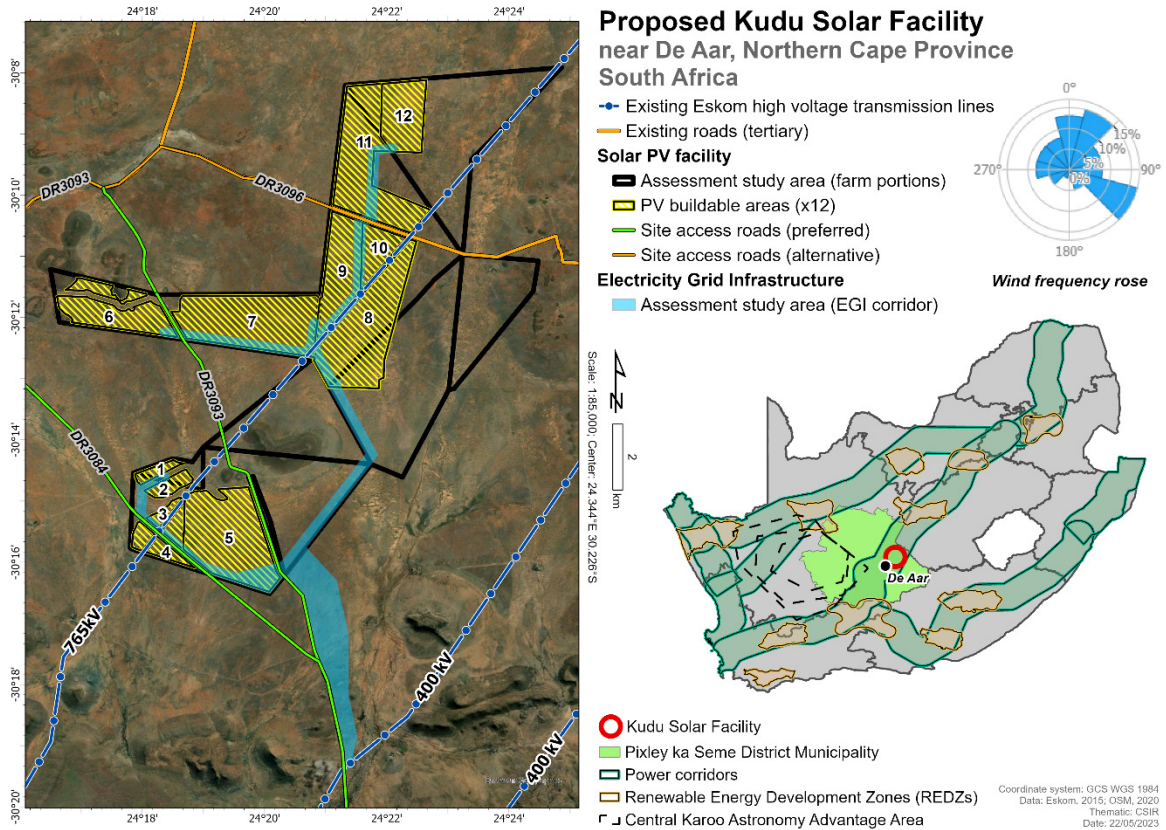 24°18'
24°20'
24°22'
24°24'
-30°8'
-30°10'
-30°12'
-30°14'
-30°16'
-30°18'
-30°20'
DR3093
DR3096
12
11
10
9
8
7
6
DR3093
DR3084
1
2
3
4
5
765kV
400 kV
400 kV
24°18'
24°20'
24°22'
24°24'
Proposed Kudu Solar Facility
near De Aar, Northern Cape Province
South Africa
Existing Eskom high voltage transmission lines
Existing roads (tertiary)
Solar PV facility
Assessment study area (farm portions)
PV buildable areas (x12)
Site access roads (preferred)
Site access roads (alternative)
Electricity Grid Infrastructure
Assessment study area (EGI corridor)
0°
15%
10%
5%
0%
270°
90°
180°
Wind frequency rose
Scale: 1:85,000; Center: 24.344°E 30.226°S
2
km
De Aar
Kudu Solar Facility
Pixley ka Seme District Municipality
Power corridors
Renewable Energy Development Zones (REDZs)
Central Karoo Astronomy Advantage Area
Coordinate system: GCS WGS 1984
Data: Eskom, 2015; OSM, 2020
Thematic: CSIR
Date: 22/05/2023